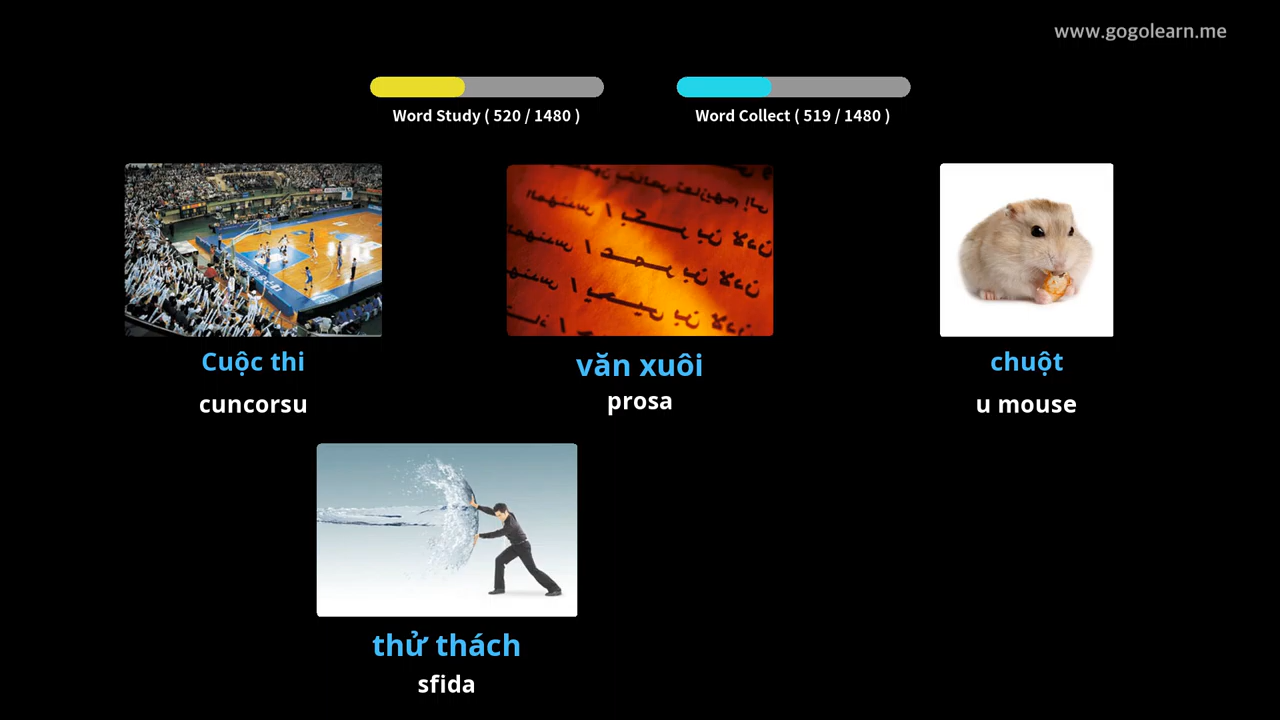 www.gogolearn.me
Word Study ( 520 / 1480 )
Word Collect ( 519 / 1480 )
Cuộc thi
cuncorsu
văn xuôi
prosa
chuột
u mouse
thử thách
sfida